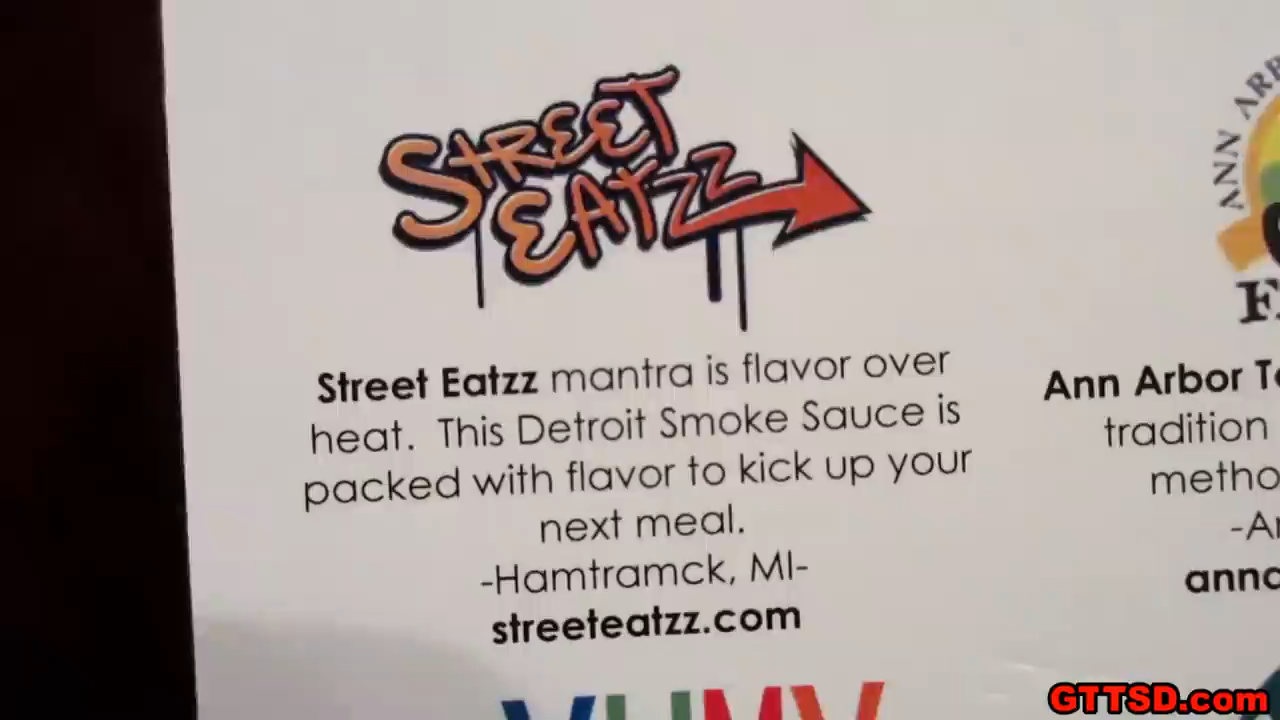 STREET
EATZZ
Street Eatzz mantra is flavor over
heat. This Detroit Smoke Sauce is
packed with flavor to kick up your
next meal.
-Hamtramck, MI-
streeteatzz.com
ANN
Ann Arbor
tradition
GTTSD.com